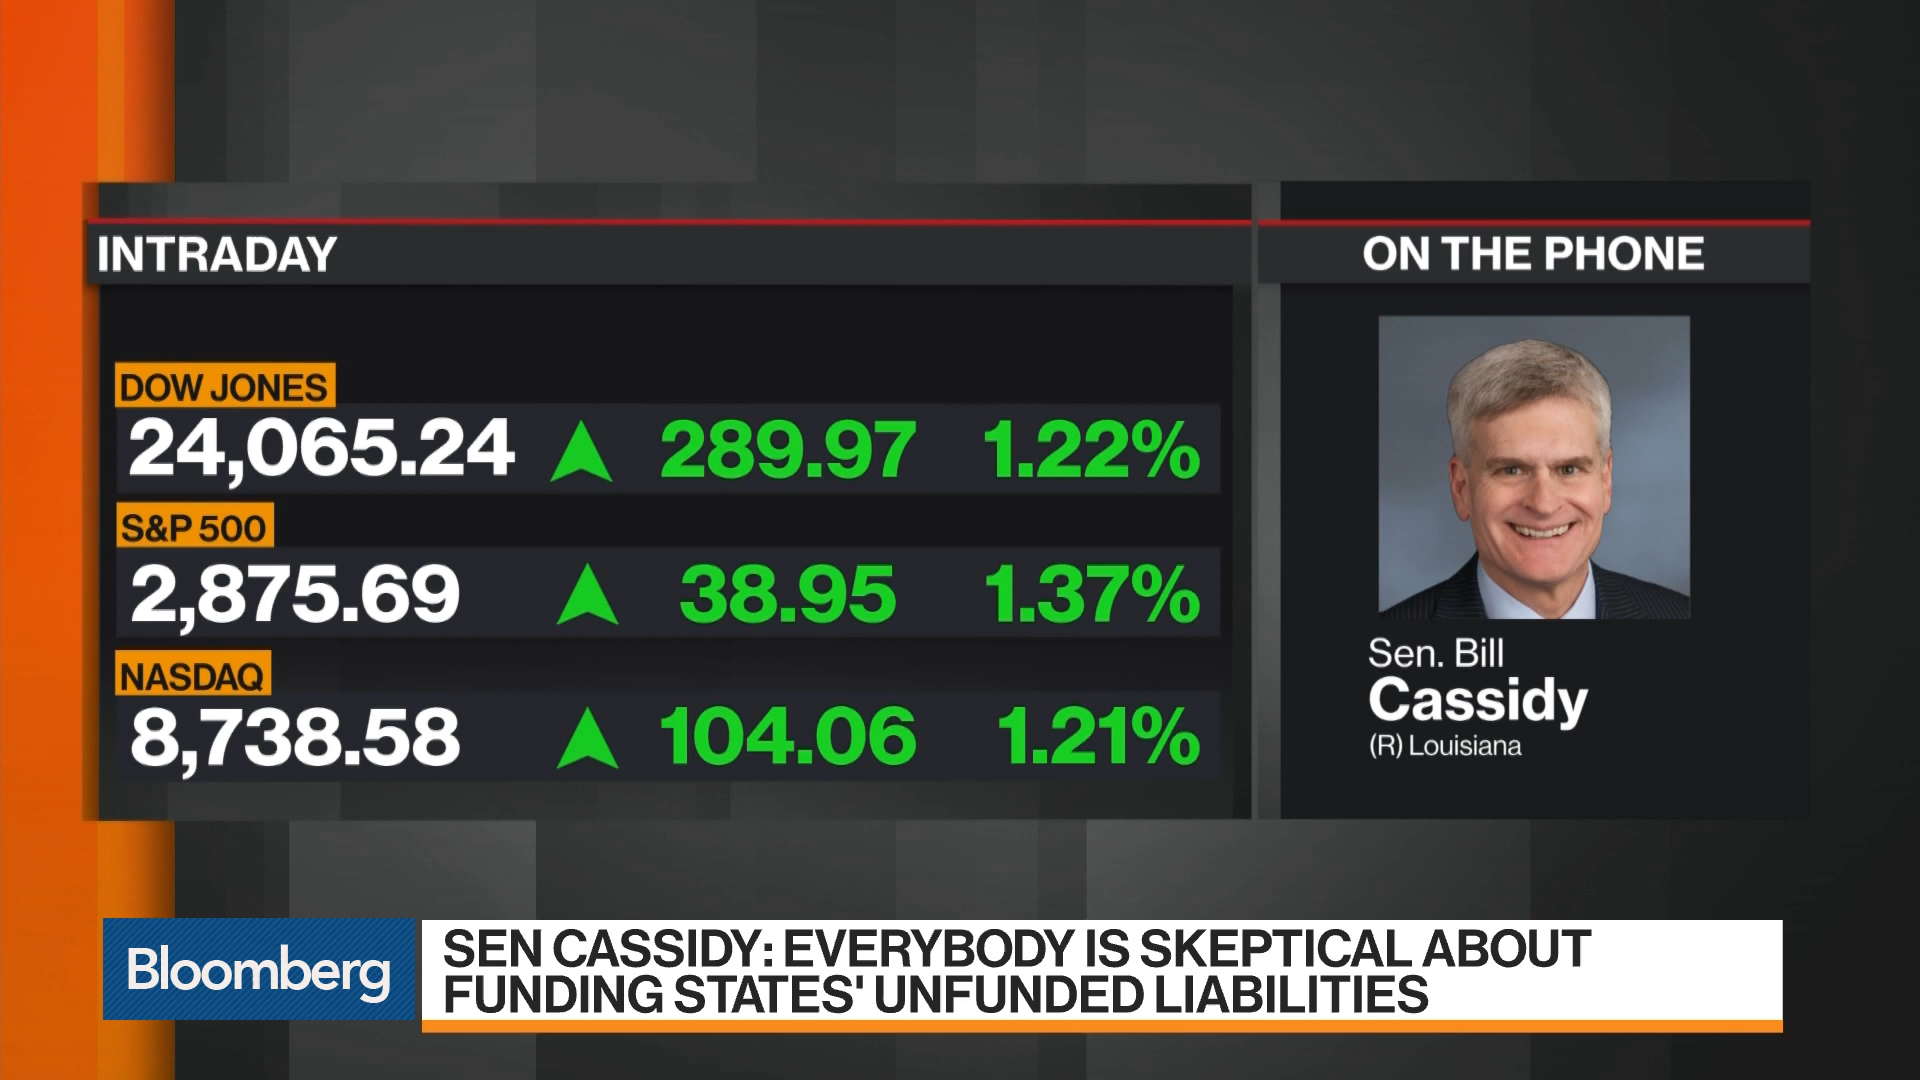 INTRADAY
DOW JONES
24,065.24 ▲ 289.97 1.22%
S&P 500
2,875.69 ▲ 38.95 1.37%
NASDAQ
8,738.58 ▲ 104.06 1.21%
ON THE PHONE
Sen. Bill
Cassidy
(R) Louisiana
Bloomberg
SEN CASSIDY: EVERYBODY IS SKEPTICAL ABOUT
FUNDING STATES' UNFUNDED LIABILITIES